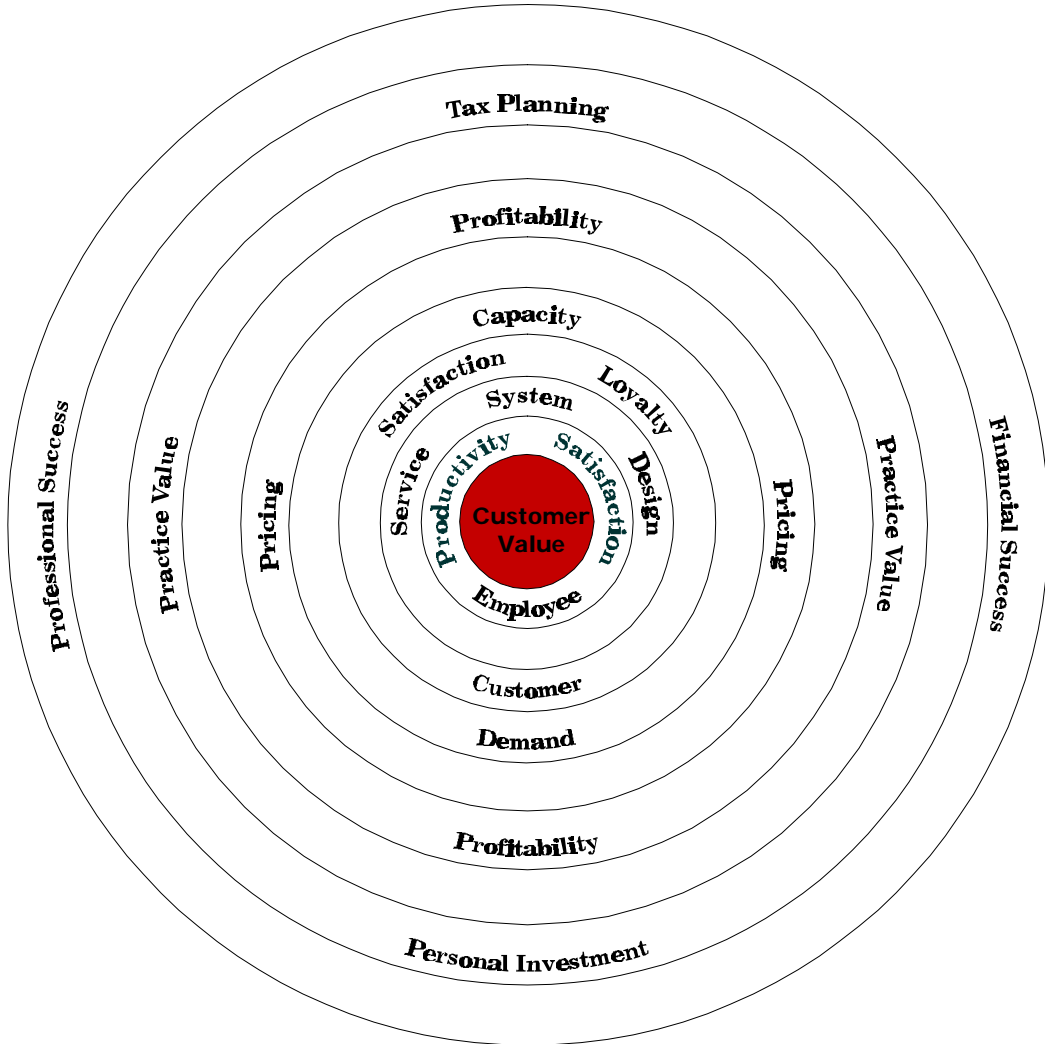 Tax Planning
Profitability
Capacity
Satisfaction
Loyalty
System
Service
Design
Productivity
Satisfaction
Customer
Value
Employee
Professional Success
Practice Value
Pricing
Pricing
Practice Value
Financial Success
Customer
Demand
Profitability
Personal Investment